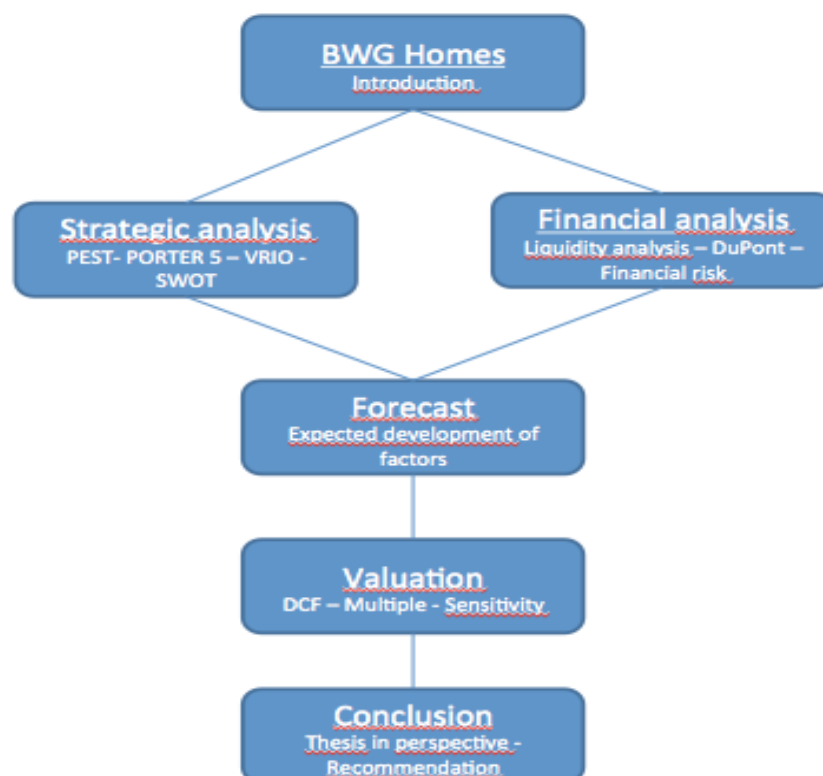 BWG Homes
Introduction
Strategic analysis
PEST- PORTER 5 – VRIO -
SWOT
Financial analysis
Liquidity analysis – DuPont –
Financial risk
Forecast
Expected development of
factors
Valuation
DCF – Multiple - Sensitivity
Conclusion
Thesis in perspective -
Recommendation